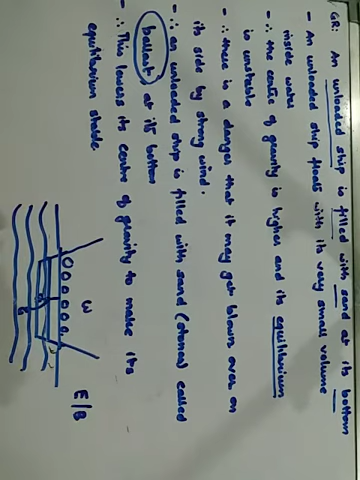 GR: An unloaded ship is filled with sand at its bottom
- An unloaded ship floats with its very small volume
inside water
- ∴ the centre of gravity is higher and its equilibrium
is unstable
- ∴ there is a danger that it may get blown over on
its side by strong wind.
- ∴ an unloaded ship is filled with sand (stones) called
ballast at its bottom
- ∴ This lowers its centre of gravity to make its
equilibrium stable
W
E/B